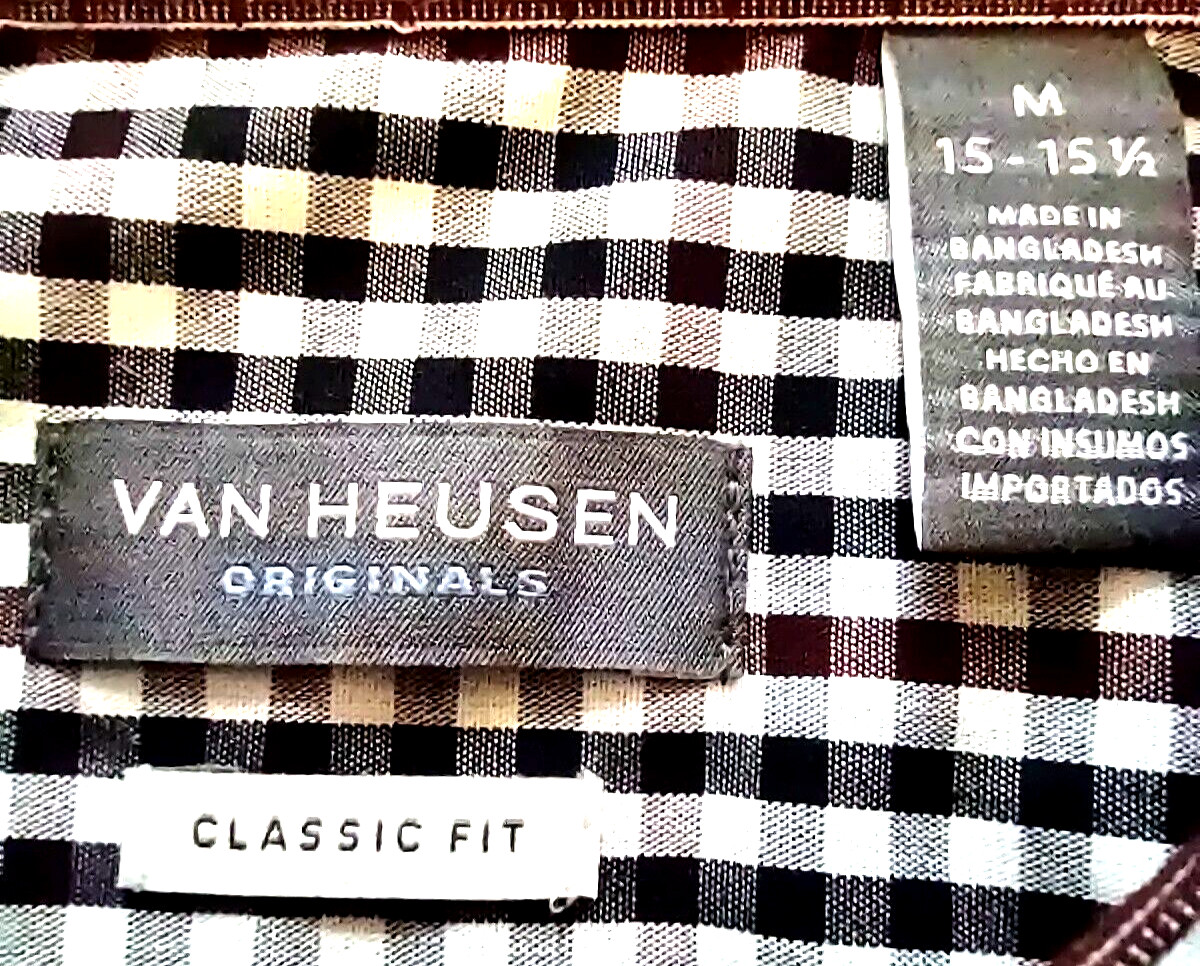 M
15 - 15 ½
MADE IN
BANGLADESH
FABRIQUÉ AU
BANGLADESH
HECHO EN
BANGLADESH
CON INSUMOS
IMPORTADOS
VAN HEUSEN
ORIGINALS
CLASSIC FIT